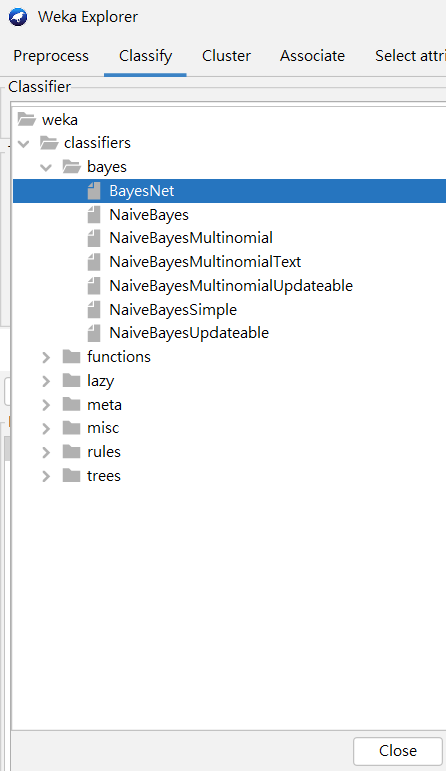 Weka Explorer
Preprocess Classify Cluster Associate Select attri
Classifier
weka
classifiers
bayes
BayesNet
NaiveBayes
NaiveBayesMultinomial
NaiveBayesMultinomialText
NaiveBayesMultinomialUpdateable
NaiveBayesSimple
NaiveBayesUpdateable
functions
lazy
meta
misc
rules
trees
Close